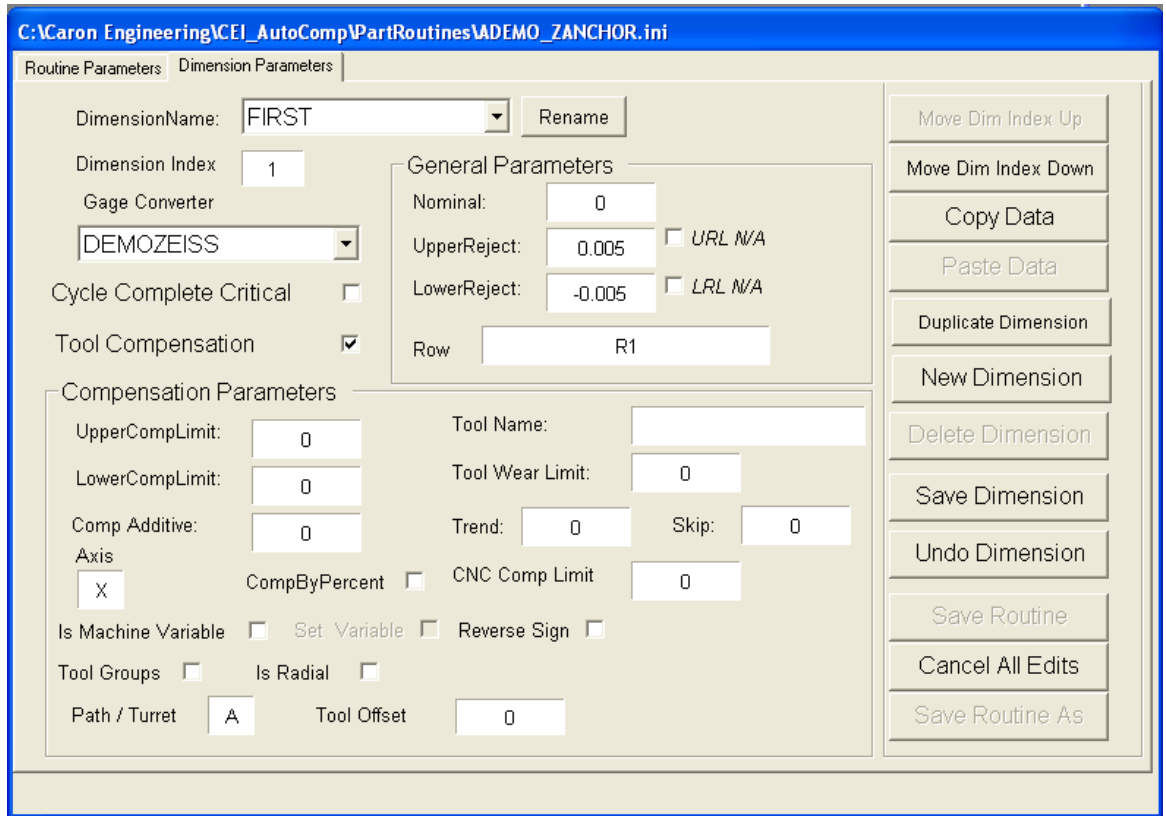 C:\Caron Engineering\CEI_AutoComp\PartRoutines\ADEMO_ZANCHOR.ini
Routine Parameters Dimension Parameters
DimensionName: FIRST Rename
Dimension Index 1
Gage Converter
DEMOZEISS
Cycle Complete Critical
Tool Compensation
General Parameters
Nominal: 0
UpperReject: 0.005 URL N/A
LowerReject: -0.005 LRL N/A
Row R1
Compensation Parameters
UpperCompLimit: 0
LowerCompLimit: 0
Comp Additive: 0
Axis
X
CompByPercent
Tool Name:
Tool Wear Limit: 0
Trend: 0 Skip: 0
CNC Comp Limit 0
Is Machine Variable Set Variable Reverse Sign
Tool Groups Is Radial
Path / Turret A Tool Offset 0
Move Dim Index Up
Move Dim Index Down
Copy Data
Paste Data
Duplicate Dimension
New Dimension
Delete Dimension
Save Dimension
Undo Dimension
Save Routine
Cancel All Edits
Save Routine As